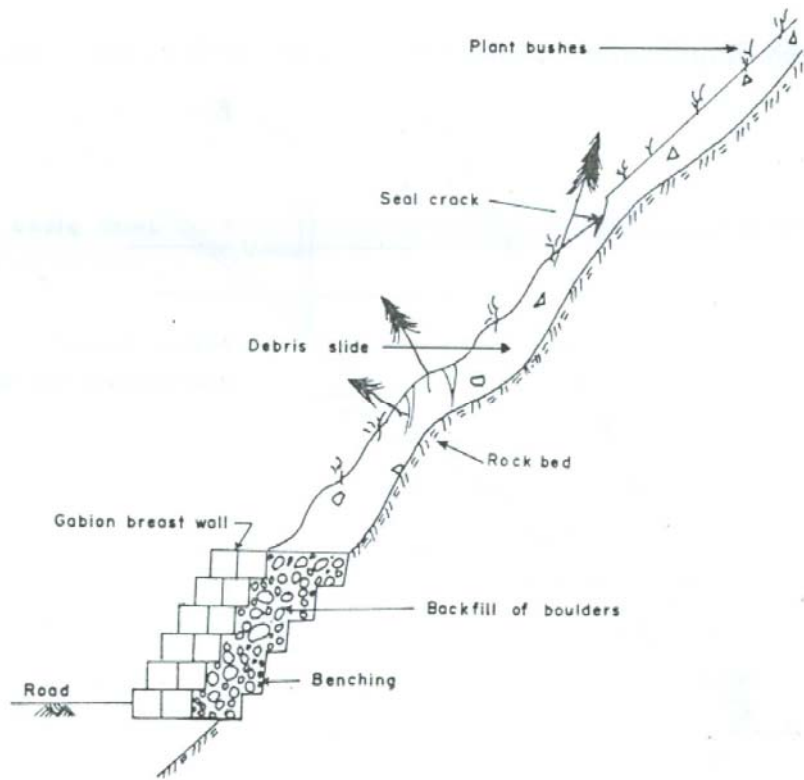 Plant bushes
Seal crack
Debris slide
Rock bed
Gabion breast wall
Backfill of boulders
Benching
Road